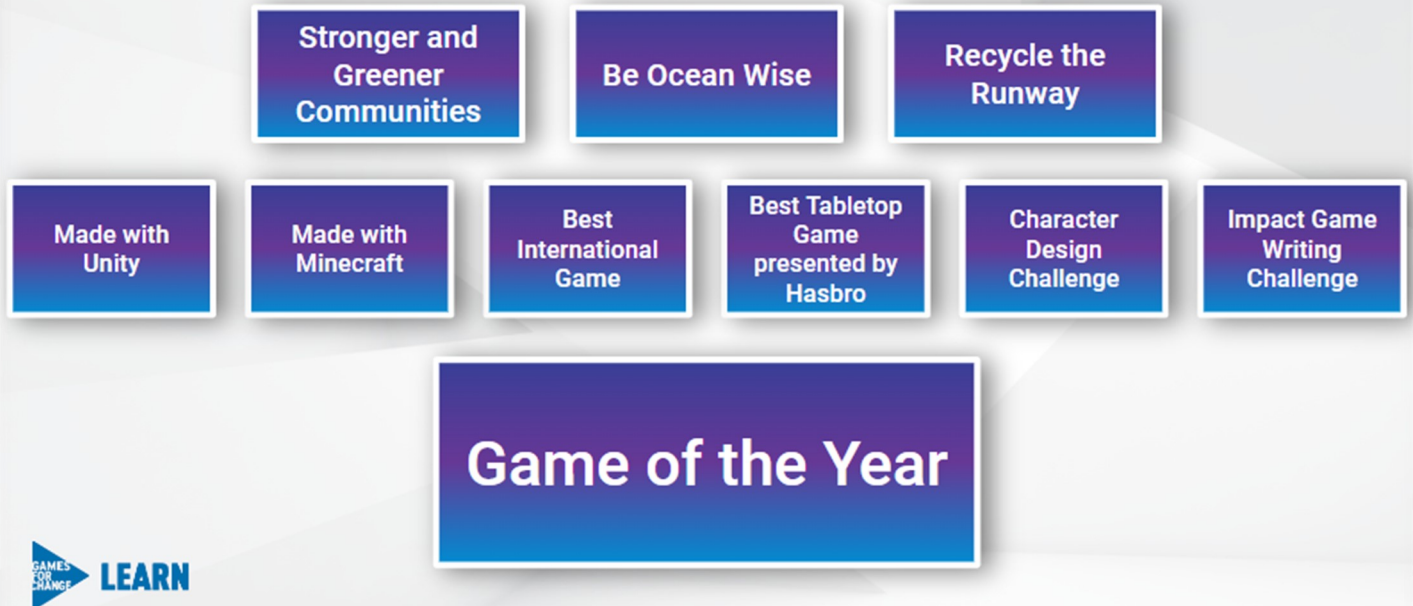 Stronger and
Greener
Communities
Be Ocean Wise
Recycle the
Runway
Made with
Unity
Made with
Minecraft
Best
International
Game
Best Tabletop
Game
presented by
Hasbro
Character
Design
Challenge
Impact Game
Writing
Challenge
Game of the Year
GAMES
FOR
CHANGE
LEARN